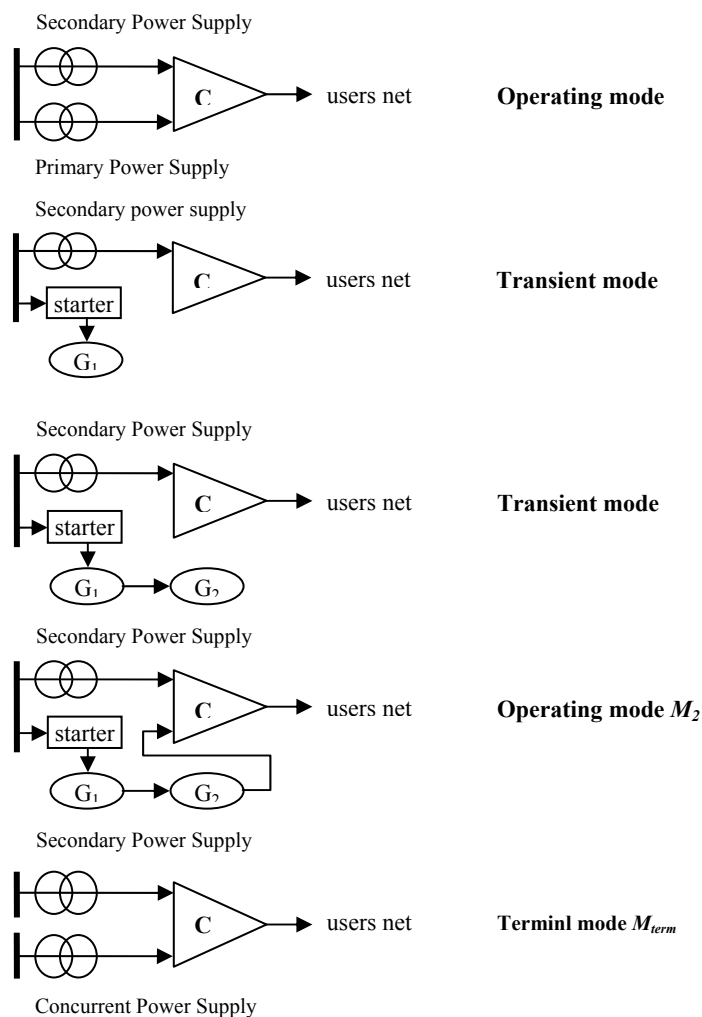 Secondary Power Supply
C users net Operating mode
Primary Power Supply
Secondary power supply
C users net Transient mode
starter
G1
Secondary Power Supply
C users net Transient mode
starter
G1 G2
Secondary Power Supply
C users net Operating mode M2
starter
G1 G2
Secondary Power Supply
C users net Terminl mode Mterm
Concurrent Power Supply